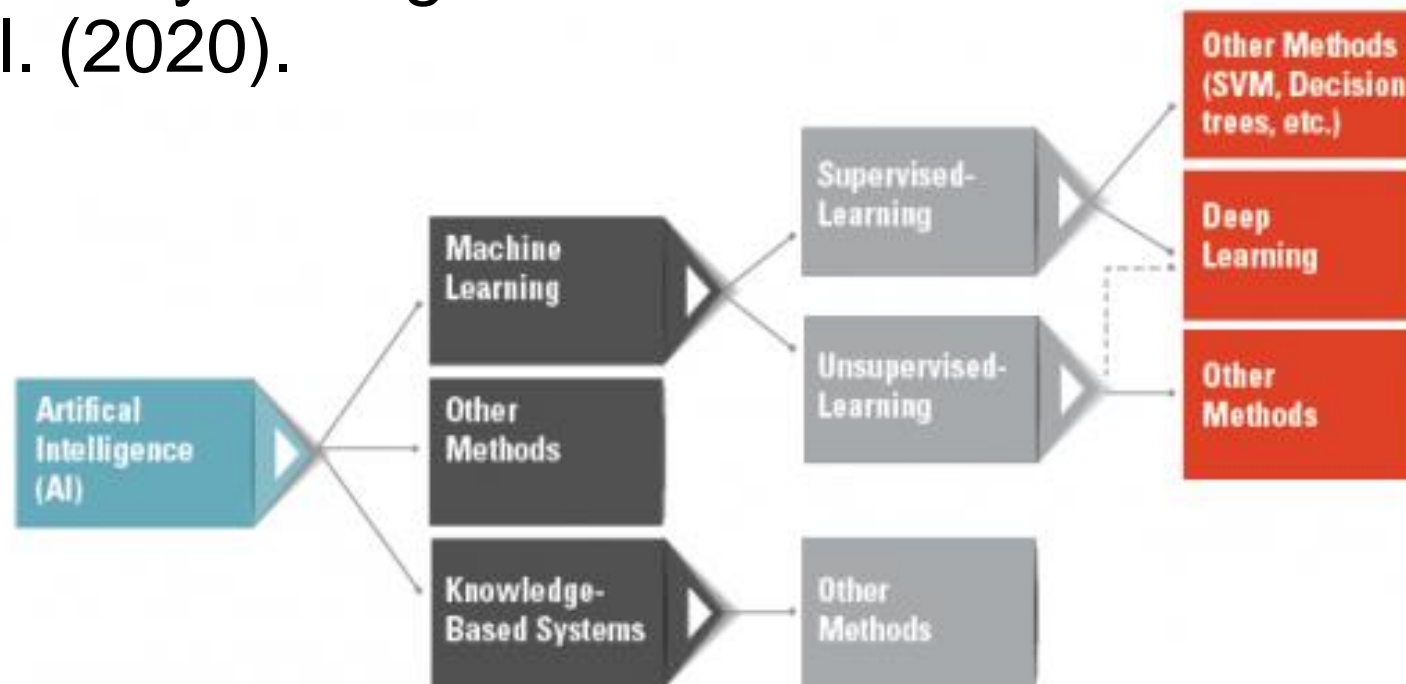 l. (2020).
Other Methods
(SVM, Decision
trees, etc.)
Supervised-
Learning
Machine
Learning
Deep
Learning
Unsupervised-
Learning
Artifical
Intelligence
(AI)
Other
Methods
Other
Methods
Knowledge-
Based Systems
Other
Methods